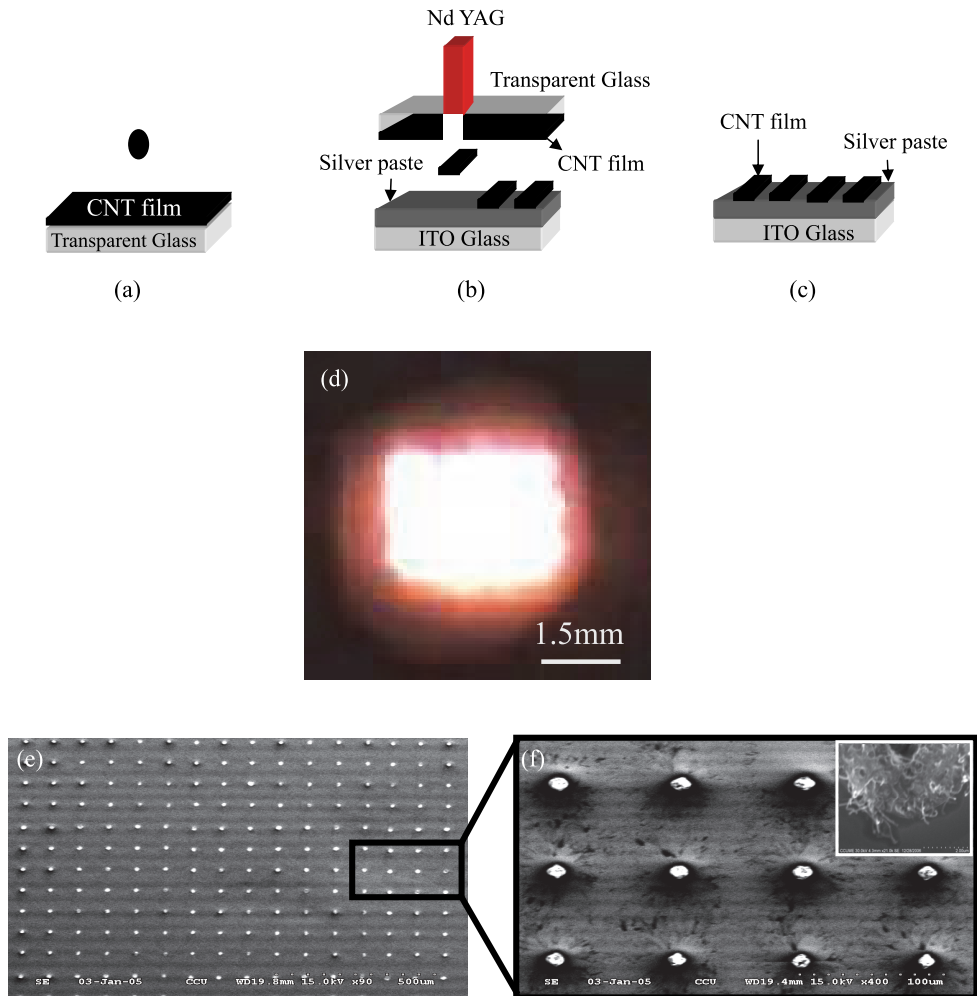 Nd YAG
Transparent Glass
CNT film
Silver paste
CNT film
Transparent Glass
ITO Glass
CNT film
Silver paste
ITO Glass
(a)
(b)
(c)
(d)
1.5mm
(e)
SE 03-Jan-05 CCU WD19.8mm 15.0kV x90 500um
(f)
SE 03-Jan-05 CCU WD19.4mm 15.0kV x400 100um